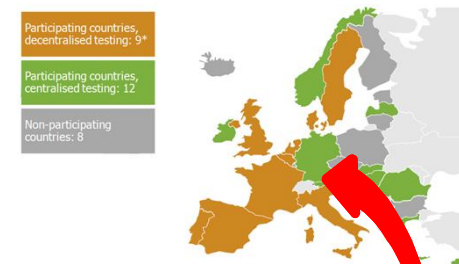 Participating countries,
decentralised testing: 9*
Participating countries,
centralised testing: 12
Non-participating
countries: 8